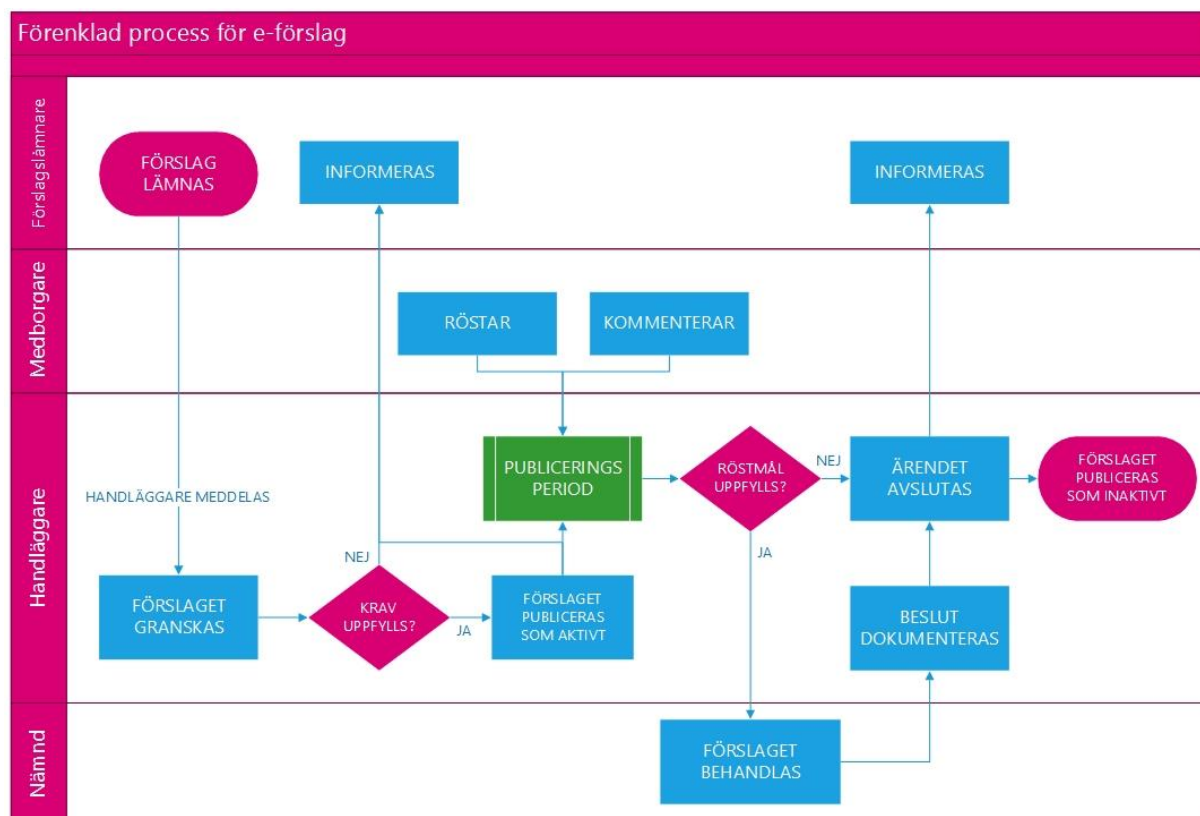 Förenklad process för e-förslag
Förslagslämnare
FÖRSLAG
LÄMNAS
INFORMERAS
INFORMERAS
Medborgare
RÖSTAR
KOMMENTERAR
Handläggare
HANDLÄGGARE MEDDELAS
PUBLICERINGS
PERIOD
RÖSTMÅL
UPPFYLLS?
NEJ
ÄRENDET
AVSLUTAS
FÖRSLAGET
PUBLICERAS
SOM INAKTIVT
JA
FÖRSLAGET
GRANSKAS
NEJ
KRAV
UPPFYLLS?
JA
FÖRSLAGET
PUBLICERAS
SOM AKTIVT
BESLUT
DOKUMENTERAS
Nämnd
FÖRSLAGET
BEHANDLAS